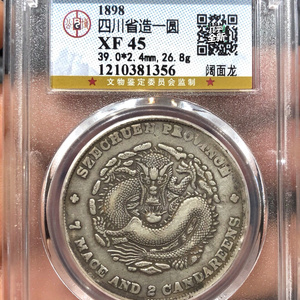 1898
四川省造一圆
XF 45
39.0*2.4mm,26.8g
1210381356
阔面龙
文物鉴定委员会监制
SZECHUEN PROVINCE
7 MACE AND 2 CANDAREENS